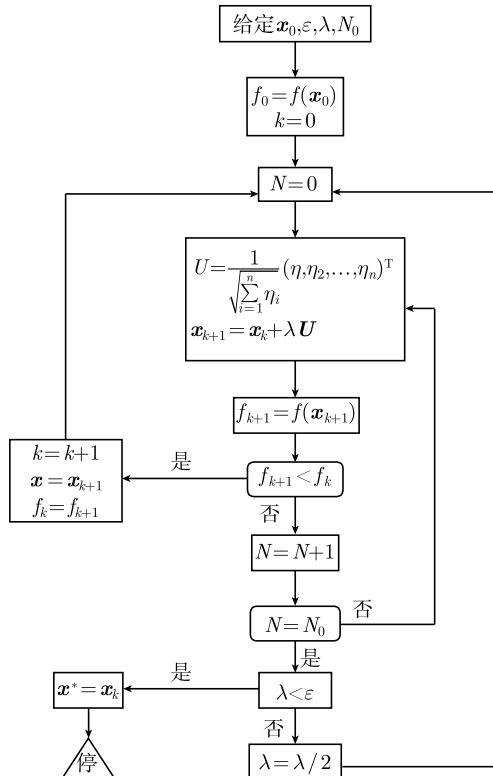 给定x₀,ε,λ,N₀
f₀=f(x₀)
k=0
N=0
U=1/√(∑ᵢ₌₁ⁿ ηᵢ) (η,η₂,…,ηₙ)ᵀ
xₖ₊₁=xₖ+λU
fₖ₊₁=f(xₖ₊₁)
fₖ₊₁<fₖ
是
k=k+1
x=xₖ₊₁
fₖ=fₖ₊₁
否
N=N+1
N=N₀
否
是
λ<ε
是
x*=xₖ
停
否
λ=λ/2